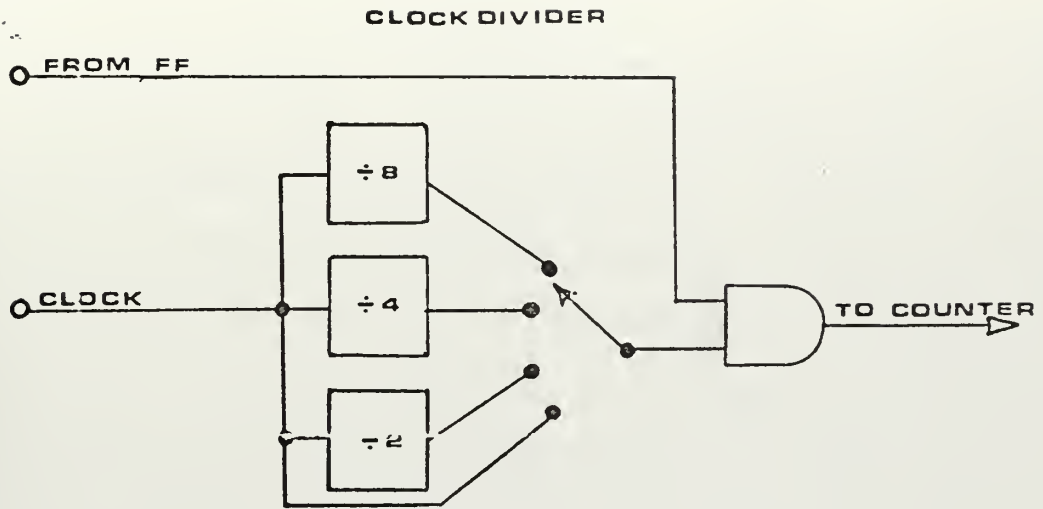 CLOCK DIVIDER
FROM FF
÷8
CLOCK
÷4
TO COUNTER
÷2